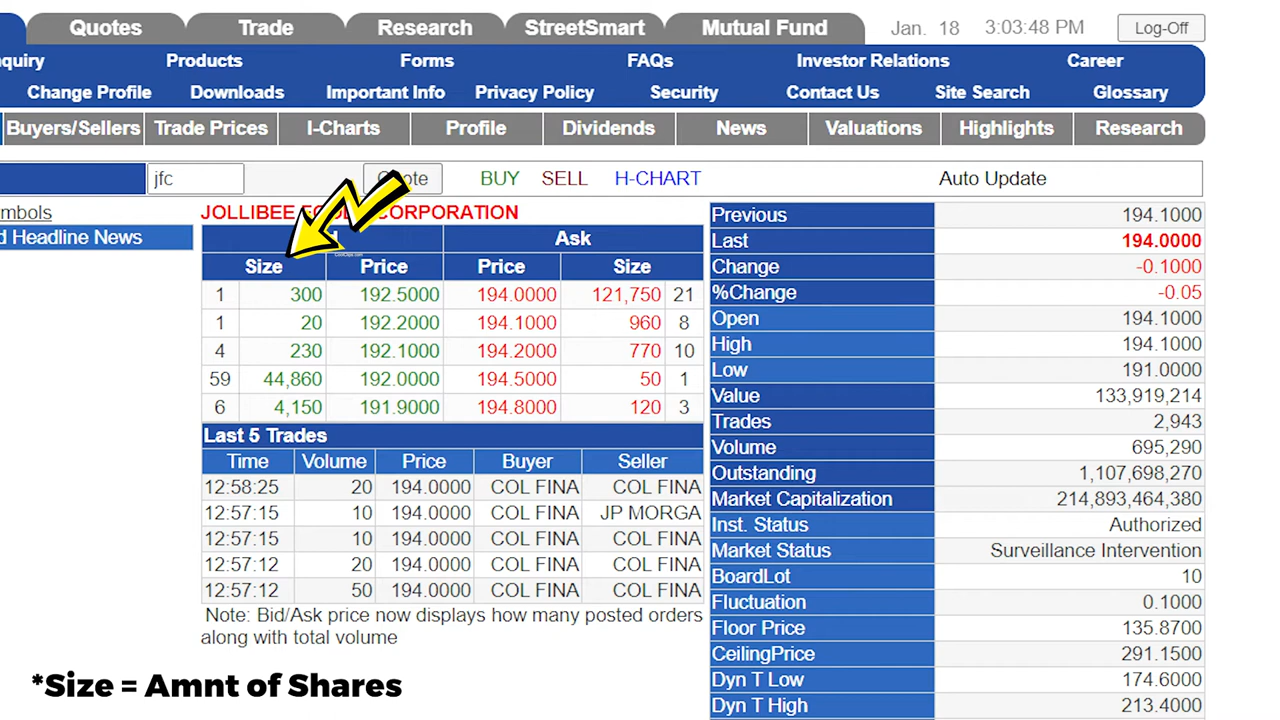 Quotes Trade Research StreetSmart Mutual Fund Jan. 18 3:03:48 PM Log-Off
quiry Products Forms FAQs Investor Relations Career
Change Profile Downloads Important Info Privacy Policy Security Contact Us Site Search Glossary
Buyers/Sellers Trade Prices I-Charts Profile Dividends News Valuations Highlights Research
jfc BUY SELL H-CHART Auto Update
mbols
d Headline News
JOLLIBEE CORPORATION
Ask
Size Price Price Size
1 300 192.5000 194.0000 121,750 21
1 20 192.2000 194.1000 960 8
4 230 192.1000 194.2000 770 10
59 44,860 192.0000 194.5000 50 1
6 4,150 191.9000 194.8000 120 3
Last 5 Trades
Time Volume Price Buyer Seller
12:58:25 20 194.0000 COL FINA COL FINA
12:57:15 10 194.0000 COL FINA JP MORGA
12:57:15 10 194.0000 COL FINA COL FINA
12:57:12 20 194.0000 COL FINA COL FINA
12:57:12 50 194.0000 COL FINA COL FINA
Note: Bid/Ask price now displays how many posted orders
along with total volume
Previous 194.1000
Last 194.0000
Change -0.1000
%Change -0.05
Open 194.1000
High 194.1000
Low 191.0000
Value 133,919,214
Trades 2,943
Volume 695,290
Outstanding 1,107,698,270
Market Capitalization 214,893,464,380
Inst. Status Authorized
Market Status Surveillance Intervention
BoardLot 10
Fluctuation 0.1000
Floor Price 135.8700
CeilingPrice 291.1500
Dyn T Low 174.6000
Dyn T High 213.4000
*Size = Amnt of Shares